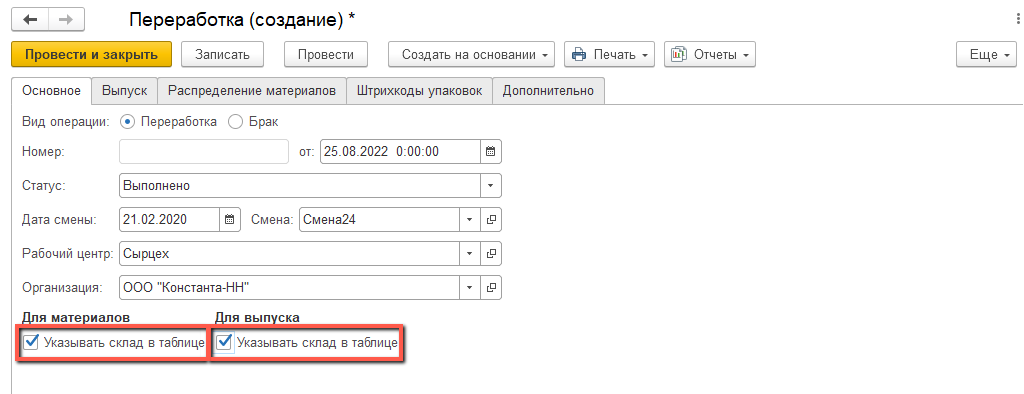 Переработка (создание) *
Провести и закрыть Записать Провести Создать на основании Печать Отчеты Еще
Основное Выпуск Распределение материалов Штрихкоды упаковок Дополнительно
Вид операции: Переработка Брак
Номер: от: 25.08.2022 0:00:00
Статус: Выполнено
Дата смены: 21.02.2020 Смена: Смена24
Рабочий центр: Сырцех
Организация: ООО "Константа-НН"
Для материалов Для выпуска
Указывать склад в таблице Указывать склад в таблице